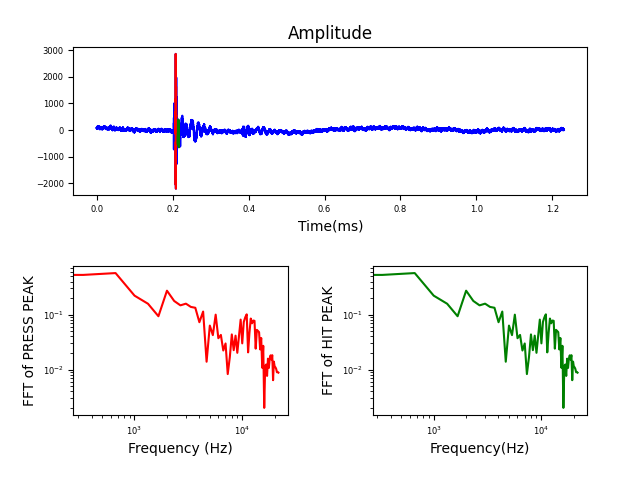 Amplitude
3000
2000
1000
0
−1000
−2000
0.0 0.2 0.4 0.6 0.8 1.0 1.2
Time(ms)
FFT of PRESS PEAK
10⁻¹
10⁻²
10³ 10⁴
Frequency (Hz)
FFT of HIT PEAK
10⁻¹
10⁻²
10³ 10⁴
Frequency(Hz)